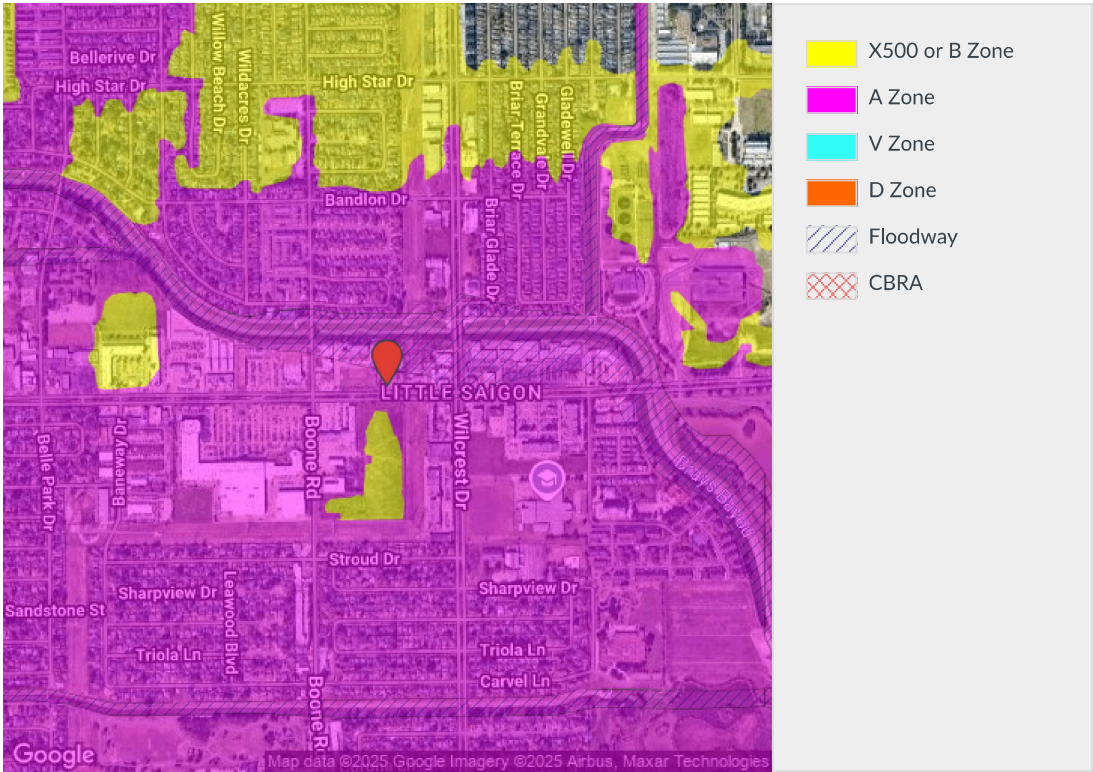 Bellerive Dr
High Star Dr
Willow Beach Dr
Wildacres Dr
High Star Dr
Briar Terrace Dr
Grandvale Dr
Gladewell Dr
Bandlon Dr
Briar Glade Dr
LITTLE SAIGON
Belle Park Dr
Baneway Dr
Boone Rd
Wilcrest Dr
Brays Bayou
Stroud Dr
Sharpview Dr
Sharpview Dr
Sandstone St
Leawood Blvd
Triola Ln
Triola Ln
Carvel Ln
Boone Rd
Google
Map data ©2025 Google Imagery ©2025 Airbus, Maxar Technologies
X500 or B Zone
A Zone
V Zone
D Zone
Floodway
CBRA